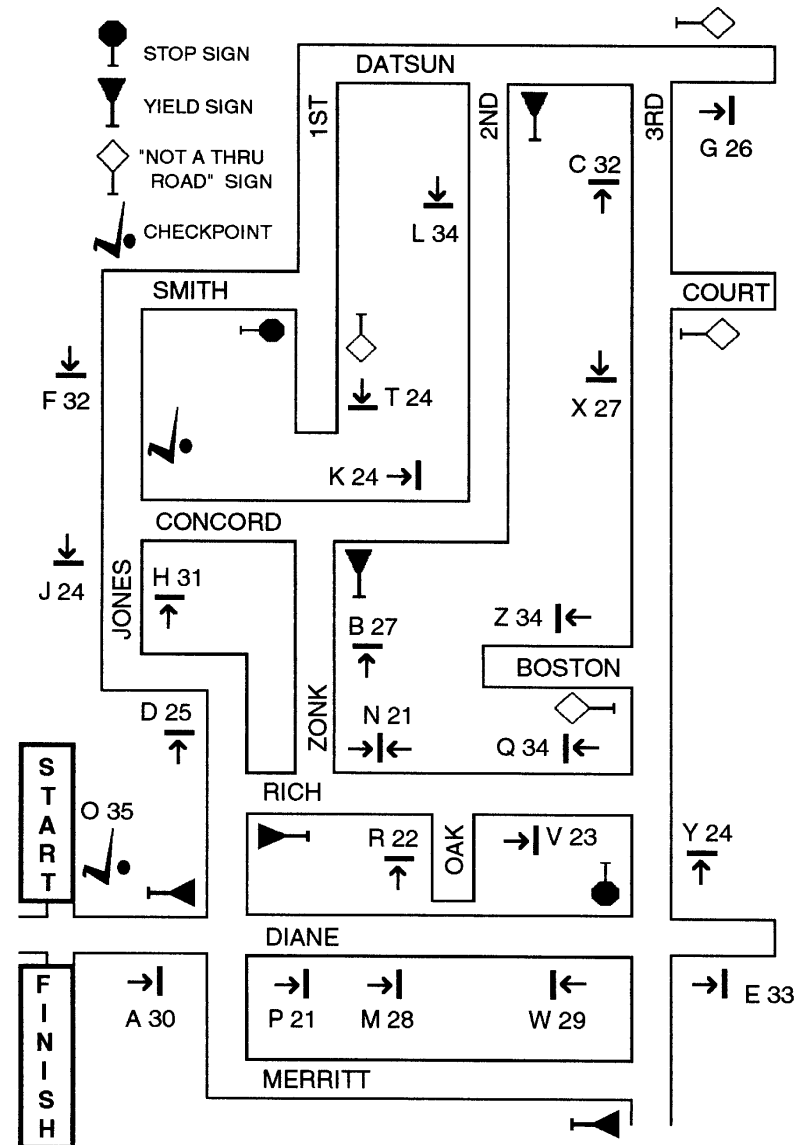 STOP SIGN
YIELD SIGN
"NOT A THRU
ROAD" SIGN
CHECKPOINT
DATSUN
1ST
2ND
3RD
G 26
C 32
L 34
SMITH
COURT
F 32
T 24
X 27
K 24
CONCORD
J 24
JONES
H 31
B 27
Z 34
BOSTON
ZONK
D 25
N 21
Q 34
START
RICH
O 35
R 22
OAK
V 23
Y 24
DIANE
FINISH
A 30
P 21
M 28
W 29
E 33
MERRITT